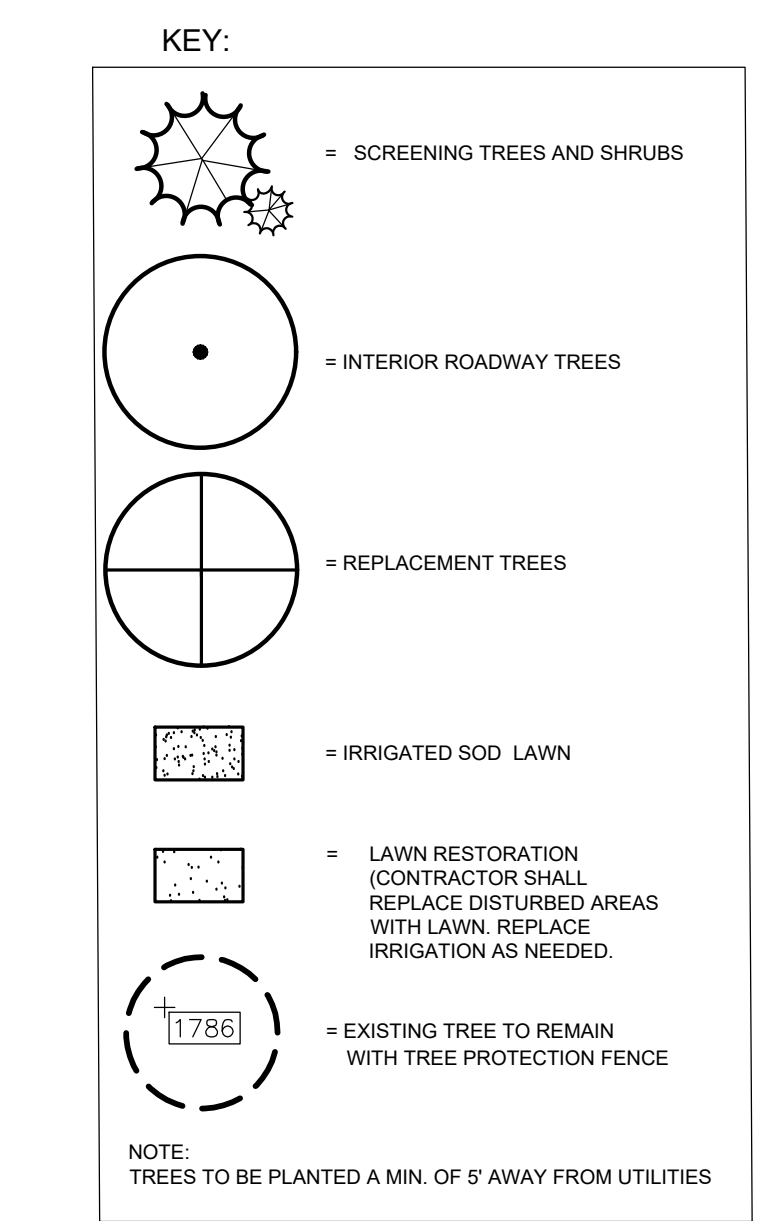 KEY:
= SCREENING TREES AND SHRUBS
= INTERIOR ROADWAY TREES
= REPLACEMENT TREES
= IRRIGATED SOD LAWN
= LAWN RESTORATION
(CONTRACTOR SHALL
REPLACE DISTURBED AREAS
WITH LAWN. REPLACE
IRRIGATION AS NEEDED.
1786
= EXISTING TREE TO REMAIN
WITH TREE PROTECTION FENCE
NOTE:
TREES TO BE PLANTED A MIN. OF 5' AWAY FROM UTILITIES